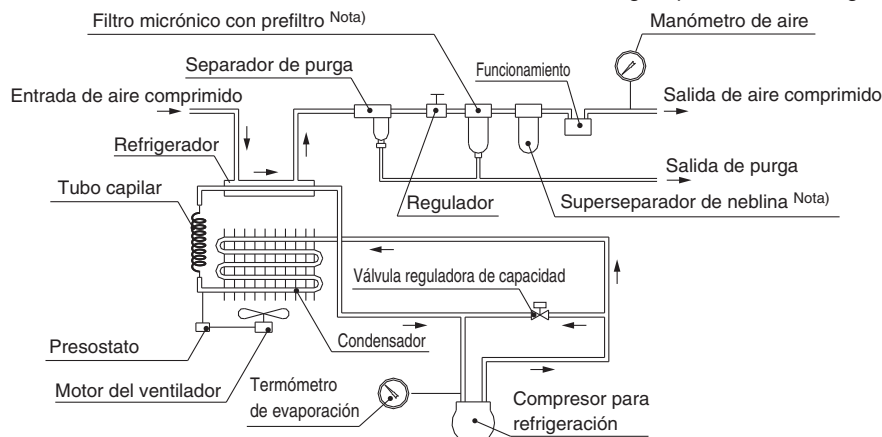 Filtro micrónico con prefiltro Nota)
Manómetro de aire
Separador de purga
Funcionamiento
Entrada de aire comprimido
Salida de aire comprimido
Refrigerador
Salida de purga
Tubo capilar
Regulador
Superseparador de neblina Nota)
Válvula reguladora de capacidad
Presostato
Condensador
Motor del ventilador
Termómetro
de evaporación
Compresor para
refrigeración